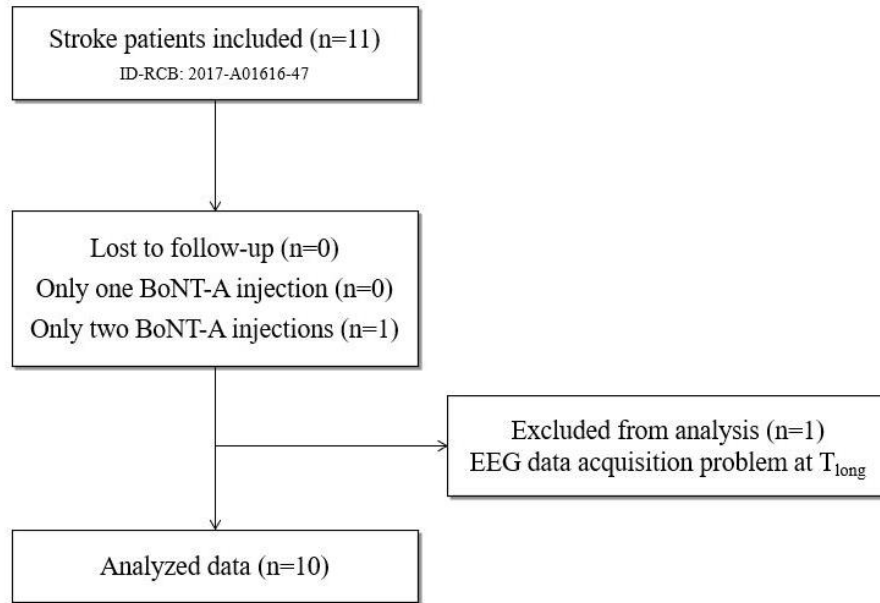 Stroke patients included (n=11)
ID-RCB: 2017-A01616-47
Lost to follow-up (n=0)
Only one BoNT-A injection (n=0)
Only two BoNT-A injections (n=1)
Excluded from analysis (n=1)
EEG data acquisition problem at Tlong
Analyzed data (n=10)